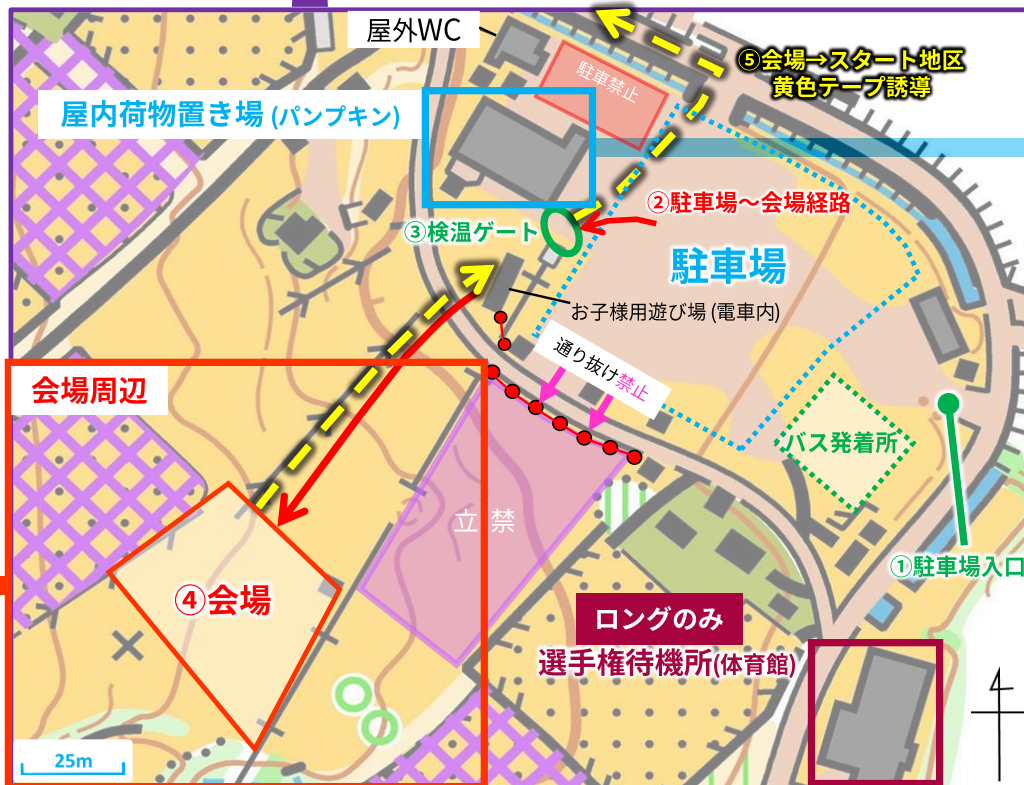 屋外WC
駐車禁止
⑤会場→スタート地区
黄色テープ誘導
屋内荷物置き場 (パンプキン)
②駐車場～会場経路
③検温ゲート
駐車場
お子様用遊び場 (電車内)
通り抜け禁止
会場周辺
バス発着所
立 禁
①駐車場入口
④会場
ロングのみ
選手権待機所(体育館)
25m